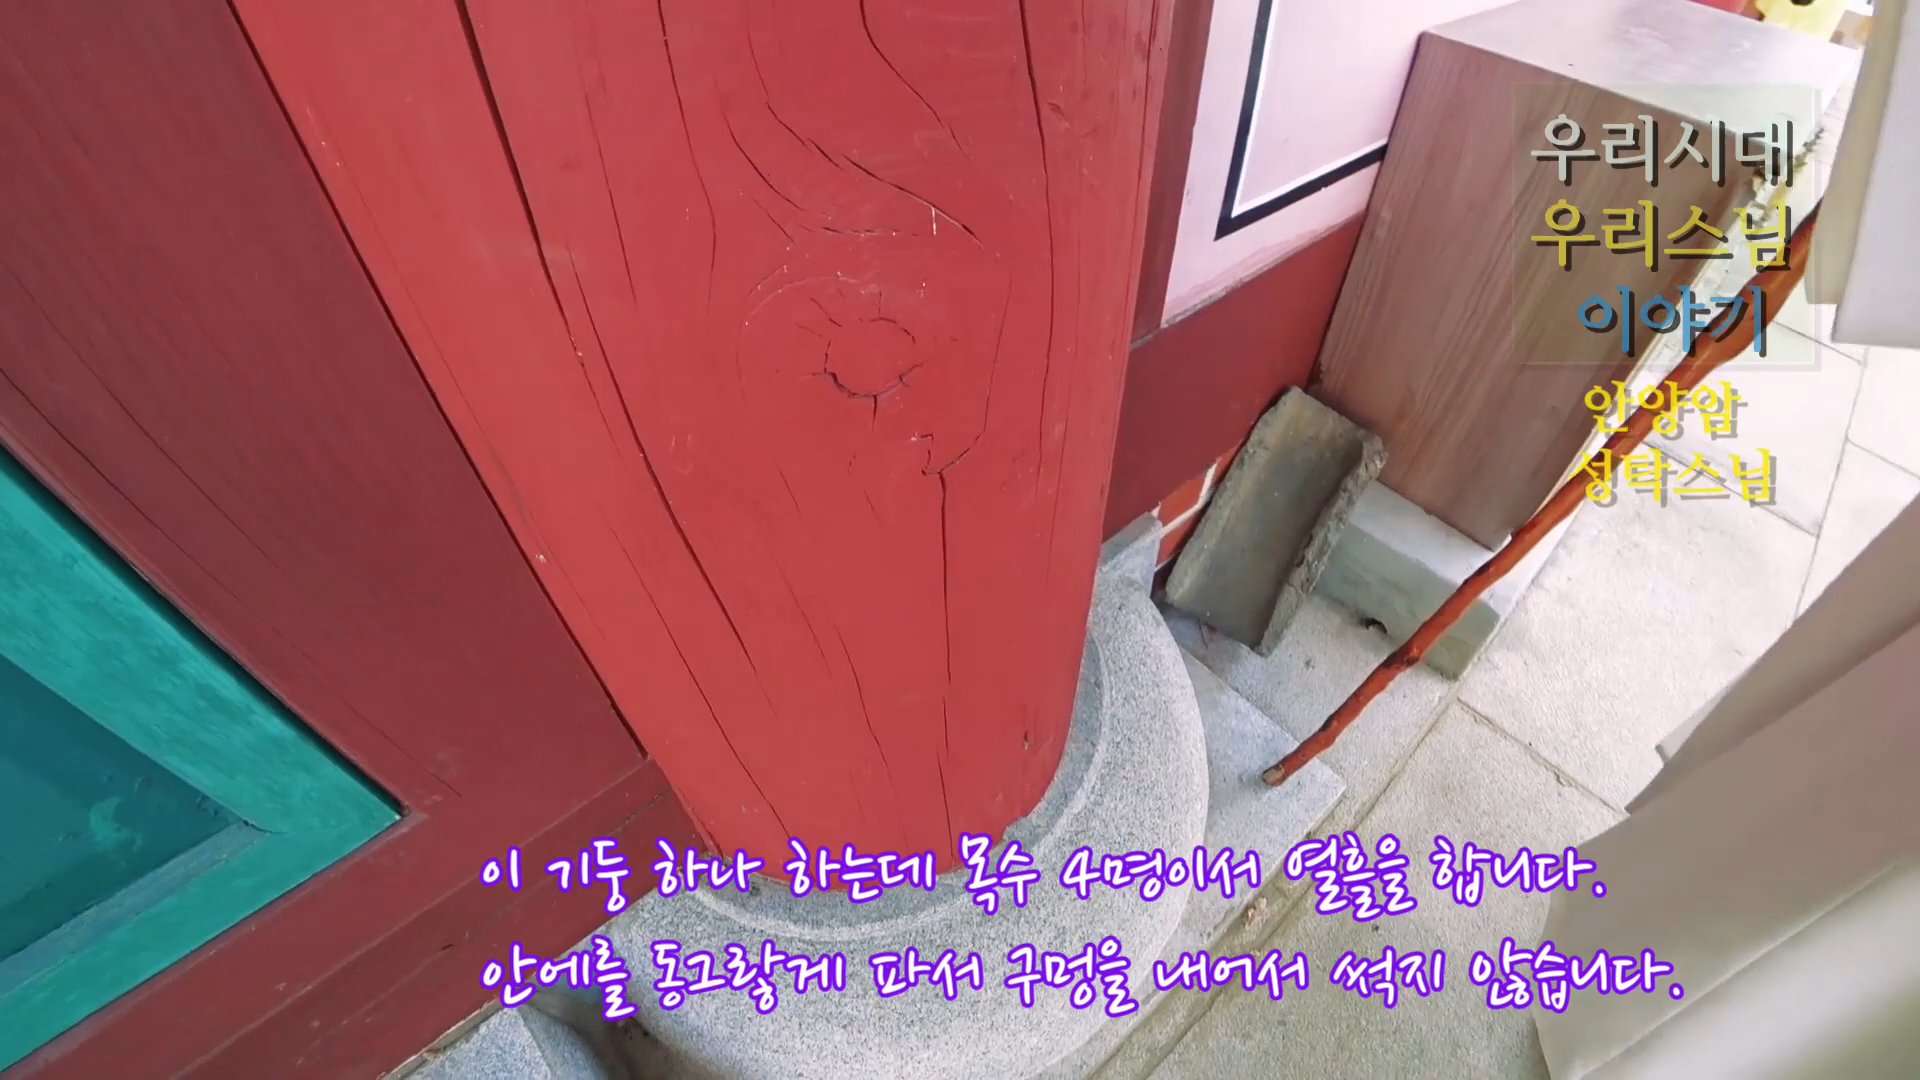 우리시대
우리스님
이야기
안양암
성탁스님
이 기둥 하나 하는데 목수 4명이서 열흘을 합니다.
안에를 동그랗게 파서 구멍을 내어서 썩지 않습니다.